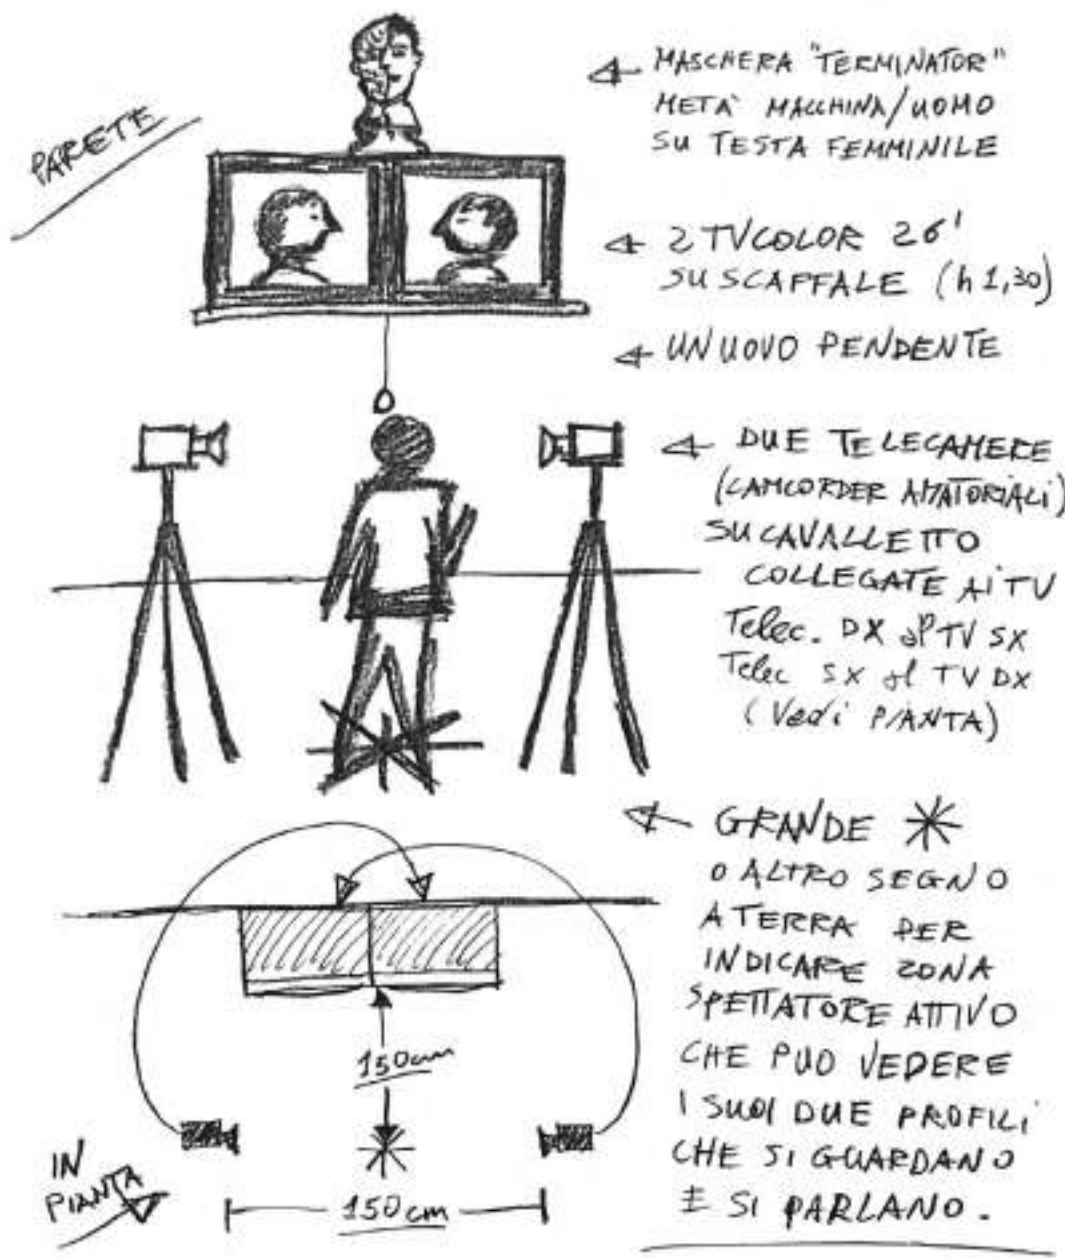 PARETE
MASCHERA "TERMINATOR"
METÀ MACCHINA/UOMO
SU TESTA FEMMINILE
2 TVCOLOR 26'
SU SCAFFALE (h 1,30)
UN UOVO PENDENTE
DUE TELECAMERE
(CAMCORDER AMATORIALI)
SU CAVALLETTO
COLLEGATE AI TV
Telec. DX al TV SX
Telec SX al TV DX
(Vedi PIANTA)
GRANDE *
O ALTRO SEGNO
A TERRA PER
INDICARE ZONA
SPETTATORE ATTIVO
CHE PUO VEDERE
I SUOI DUE PROFILI
CHE SI GUARDANO
E SI PARLANO.
150cm
IN
PIANTA
150cm